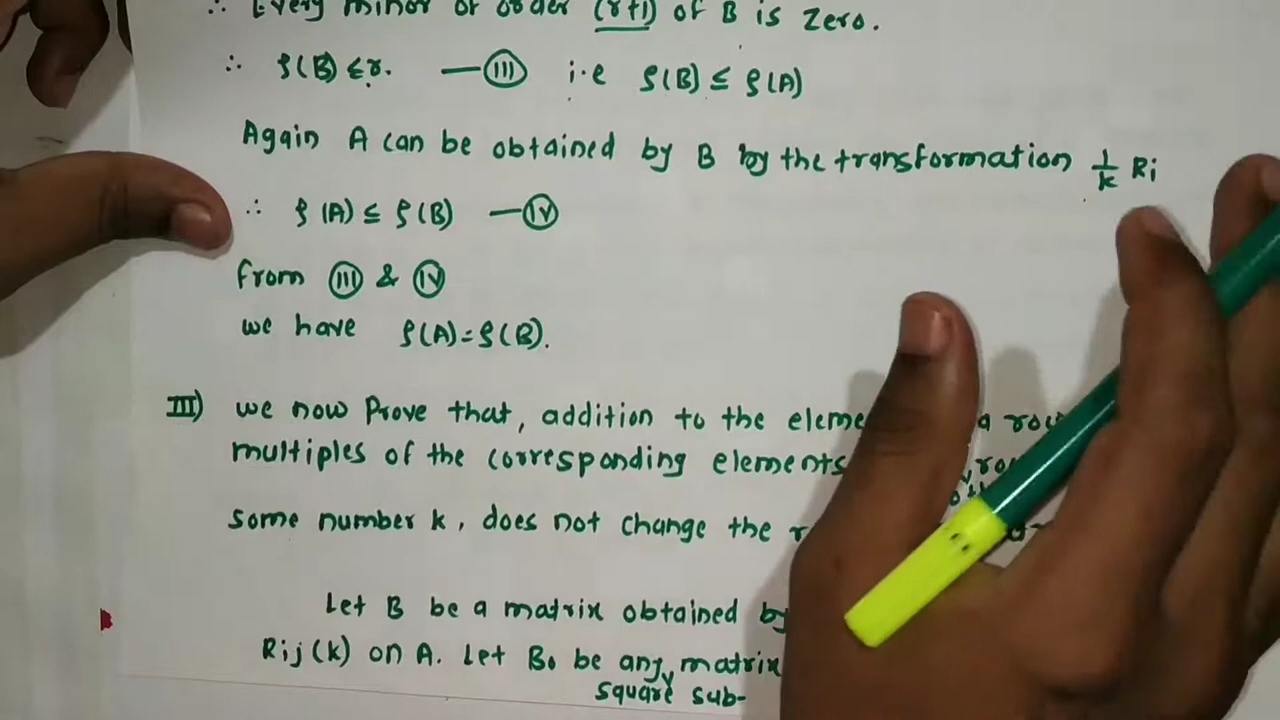 ∴ Every minor of order (r+1) of B is zero.
∴ ρ(B) ≤ r. — (III) i.e ρ(B) ≤ ρ(A)
Again A can be obtained by B by the transformation 1/k Ri
∴ ρ(A) ≤ ρ(B) — (IV)
from (III) & (IV)
we have ρ(A) = ρ(B).
III) we now Prove that, addition to the a
multiples of the corresponding elements
some number k, does not change the
Let B be a matrix obtained by
Rij(k) on A. Let B₀ be any matrix
square sub-